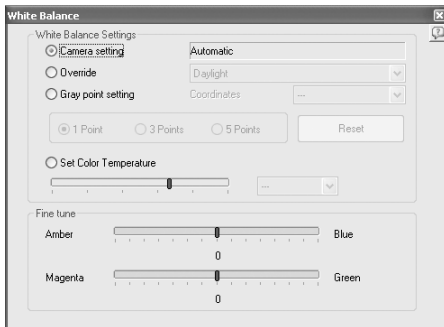 White Balance
White Balance Settings
Camera setting Automatic
Override Daylight
Gray point setting Coordinates ---
1 Point 3 Points 5 Points Reset
Set Color Temperature
---
Fine tune
Amber Blue
0
Magenta Green
0